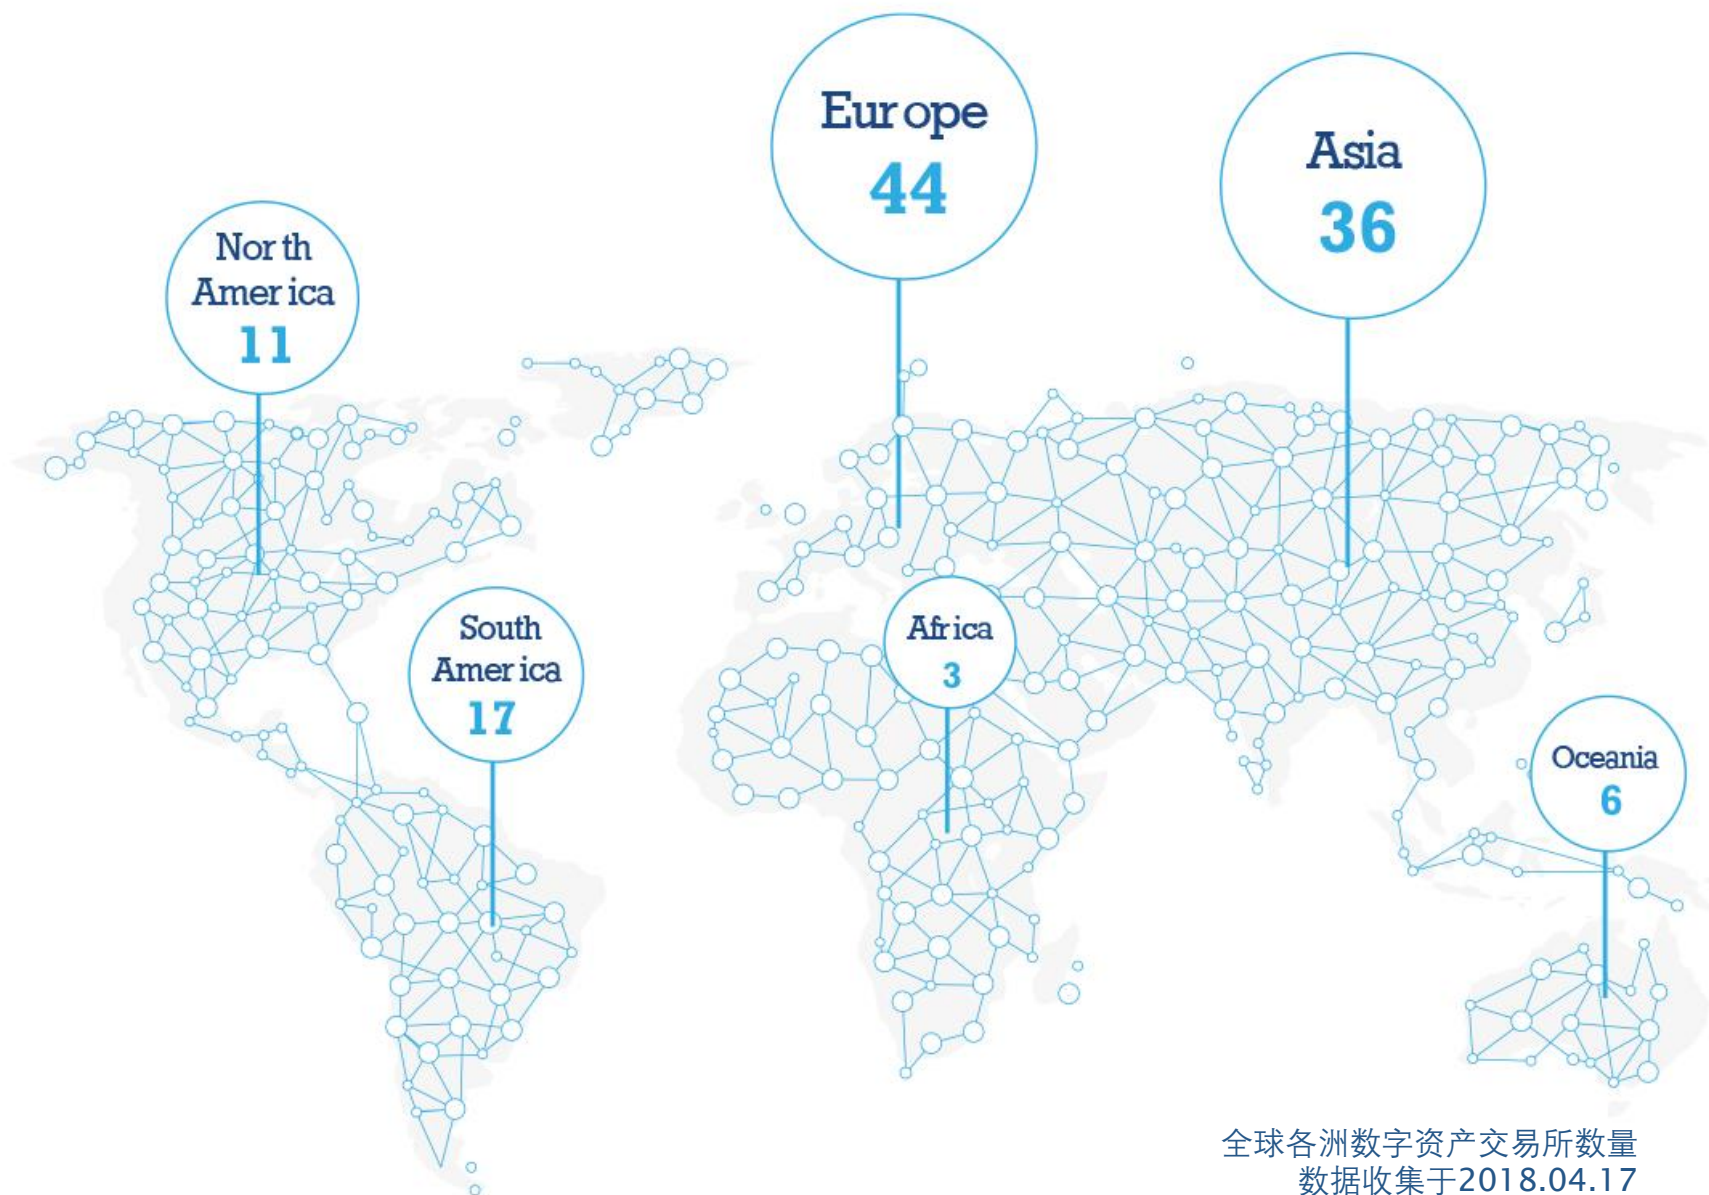 Europe
44
Asia
36
North
America
11
South
America
17
Africa
3
Oceania
6
全球各洲数字资产交易所数量
数据收集于2018.04.17